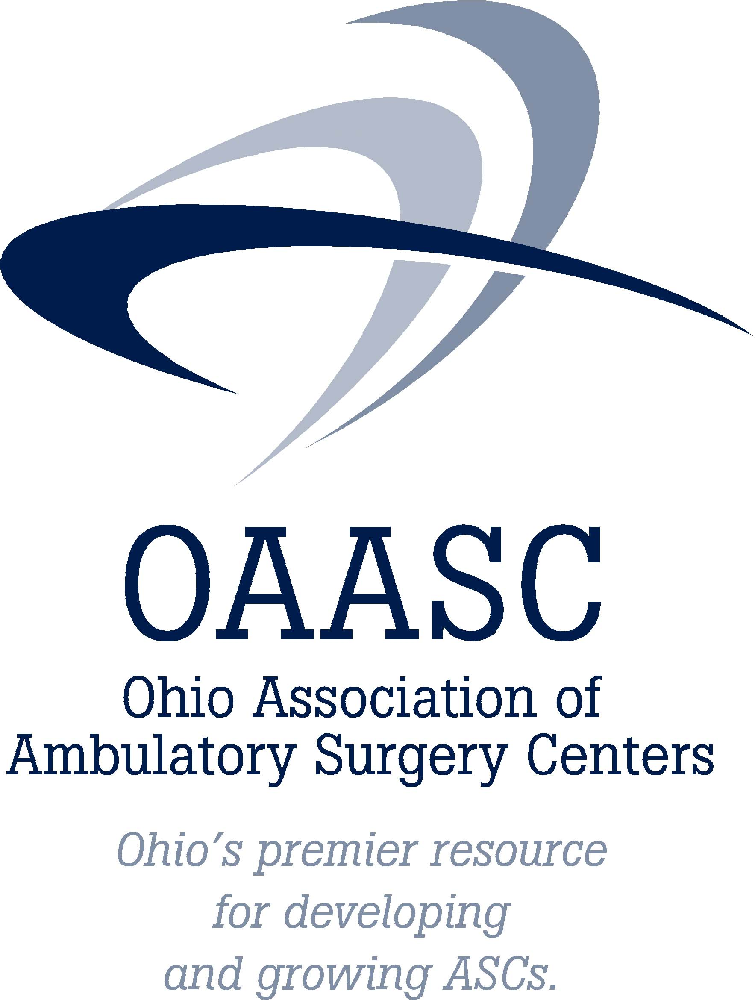 OAASC
Ohio Association of
Ambulatory Surgery Centers
Ohio's premier resource
for developing
and growing ASCs.